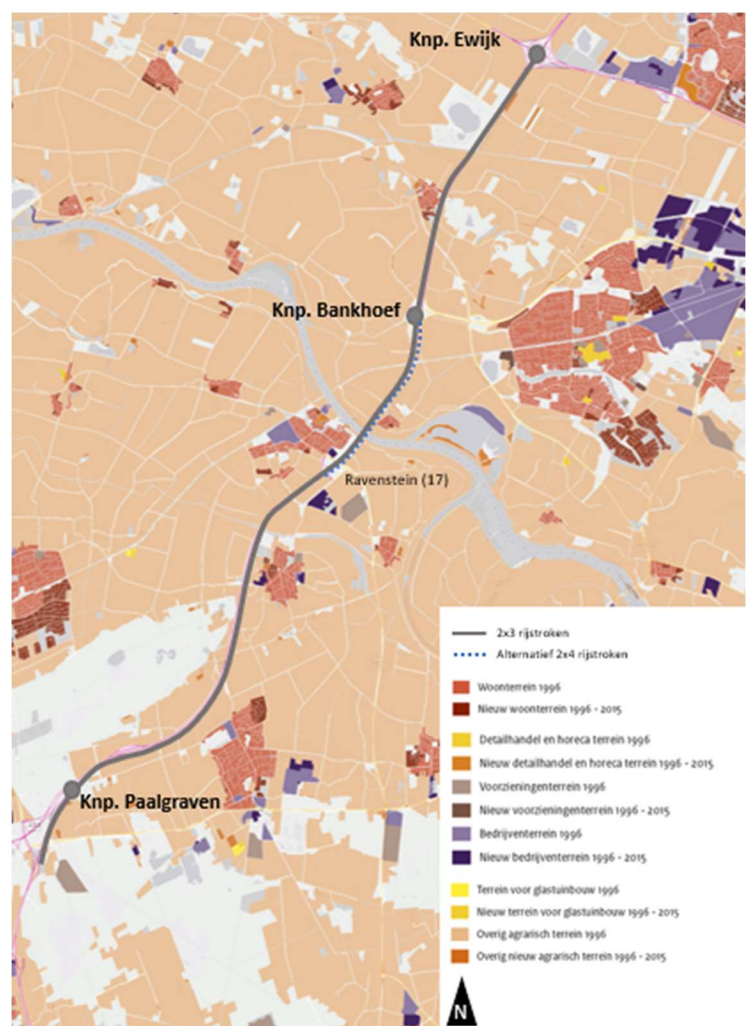 Knp. Ewijk
Knp. Bankhoef
Ravenstein (17)
Knp. Paalgraven
2x3 rijstroken
Alternatief 2x4 rijstroken
Woonterrein 1996
Nieuw woonterrein 1996 - 2015
Detailhandel en horeca terrein 1996
Nieuw detailhandel en horeca terrein 1996 - 2015
Voorzieningenterrein 1996
Nieuw voorzieningenterrein 1996 - 2015
Bedrijventerrein 1996
Nieuw bedrijventerrein 1996 - 2015
Terrein voor glastuinbouw 1996
Nieuw terrein voor glastuinbouw 1996 - 2015
Overig agrarisch terrein 1996
Overig nieuw agrarisch terrein 1996 - 2015
N